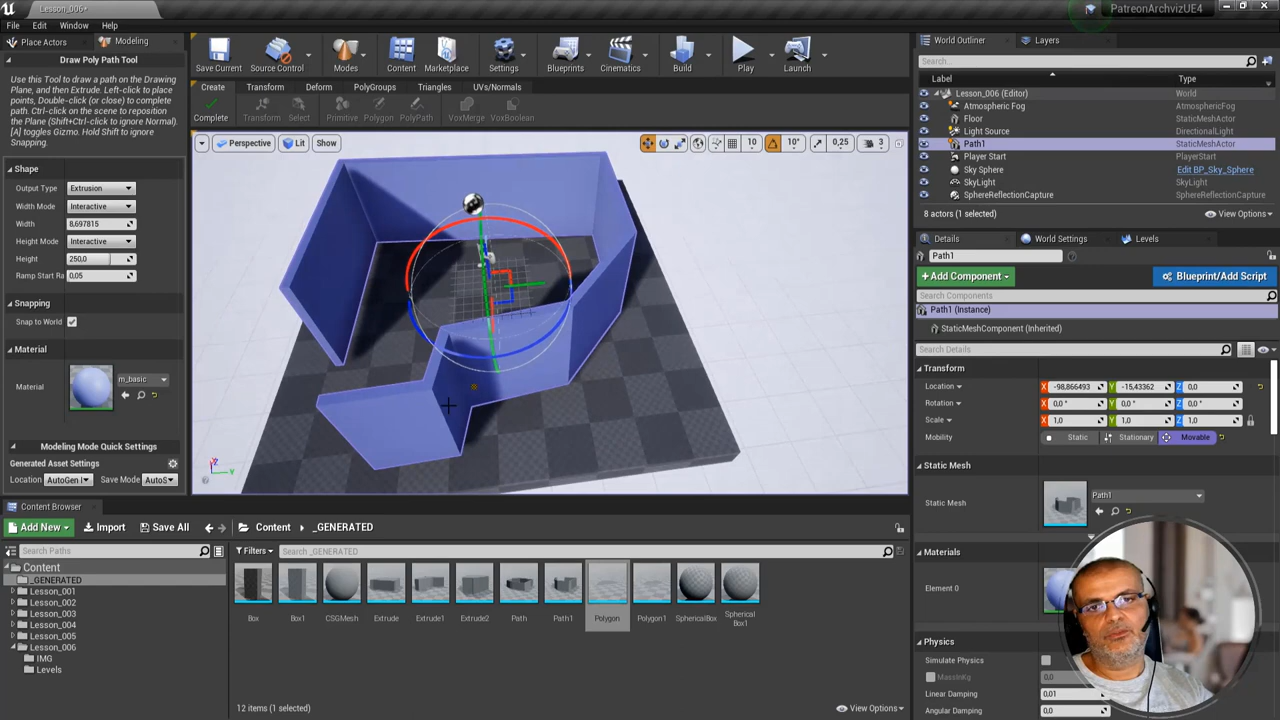 Lesson_006*
PatreonArchvizUE4
File Edit Window Help
Place Actors Modeling
Draw Poly Path Tool
Use this Tool to draw a path on the Drawing
Plane, and then Extrude. Left-click to place
points, Double-click (or close) to complete
path. Ctrl-click on the scene to reposition
the Plane (Shift+Ctrl-click to ignore Normal).
[A] toggles Gizmo. Hold Shift to ignore
Snapping.
Shape
Output Type Extrusion
Width Mode Interactive
Width 8,697815
Height Mode Interactive
Height 250,0
Ramp Start Ra 0,05
Snapping
Snap to World
Material
Material m_basic
Modeling Mode Quick Settings
Generated Asset Settings
Location AutoGen Save Mode AutoS
Save Current Source Control Modes Content Marketplace Settings Blueprints Cinematics Build Play Launch
Create Transform Deform PolyGroups Triangles UVs/Normals
Complete Transform Select Primitive Polygon PolyPath VoxMerge VoxBoolean
Perspective Lit Show 10 10° 0,25 3
World Outliner Layers
Search...
Label Type
Lesson_006 (Editor) World
Atmospheric Fog AtmosphericFog
Floor StaticMeshActor
Light Source DirectionalLight
Path1 StaticMeshActor
Player Start PlayerStart
Sky Sphere Edit BP_Sky_Sphere
SkyLight SkyLight
SphereReflectionCapture SphereReflectionCapture
8 actors (1 selected) View Options
Details World Settings Levels
Path1
+Add Component Blueprint/Add Script
Search Components
Path1 (Instance)
StaticMeshComponent (Inherited)
Search Details
Transform
Location X -98,866493 Y -15,43362 Z 0,0
Rotation X 0,0 ° Y 0,0 ° Z 0,0 °
Scale X 1,0 Y 1,0 Z 1,0
Mobility Static Stationary Movable
Static Mesh
Static Mesh Path1
Materials
Element 0
Physics
Simulate Physics
MassInKg
Linear Damping 0,01
Angular Damping 0,0
Content Browser
Add New Import Save All Content _GENERATED
Search Paths Filters Search _GENERATED
Content
_GENERATED
Lesson_001
Lesson_002
Lesson_003
Lesson_004
Lesson_005
Lesson_006
IMG
Levels
Box Box1 CSGMesh Extrude Extrude1 Extrude2 Path Path1 Polygon Polygon1 SphericalBox Spherical
Box1
12 items (1 selected) View Options